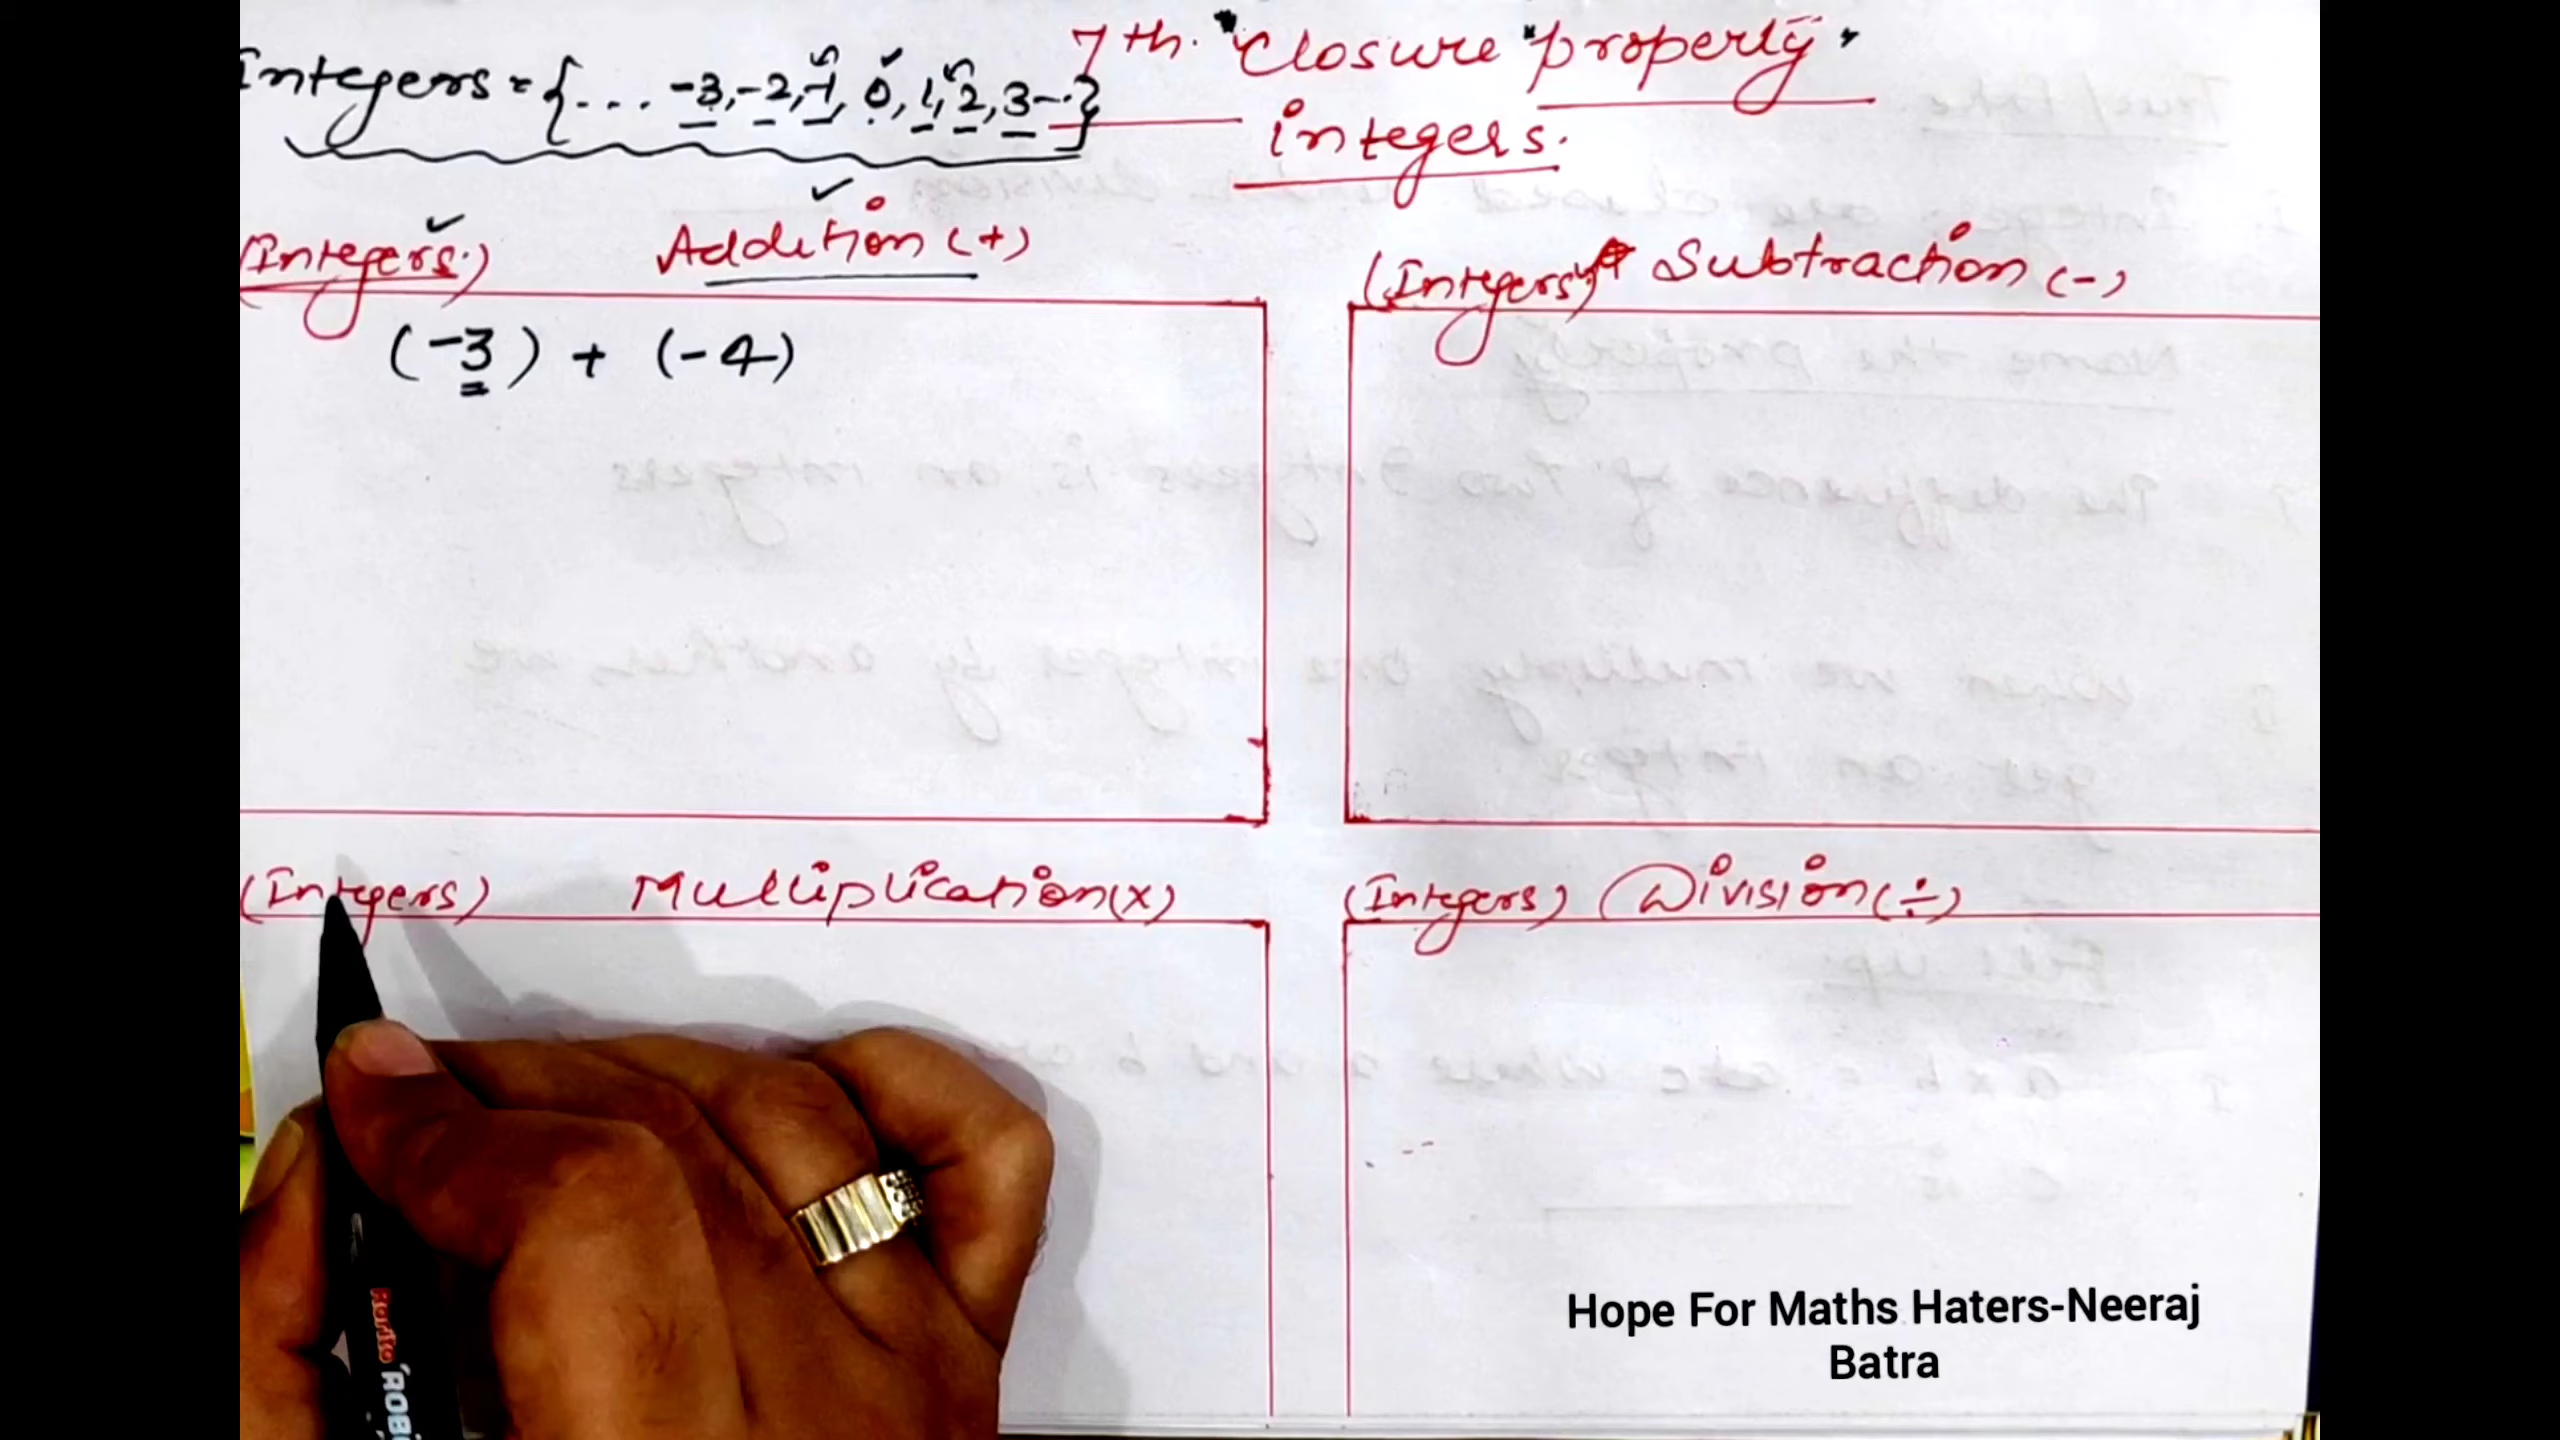 7th. "Closure "property"
Integers = {... -3, -2, -1, 0, 1, 2, 3-..}
integers.
(Integers.) Addition (+)
(Integers) Subtraction (-)
(-3) + (-4)
(Integers) Multiplication (x)
(Integers) Division (÷)
Hope For Maths Haters-Neeraj
Batra